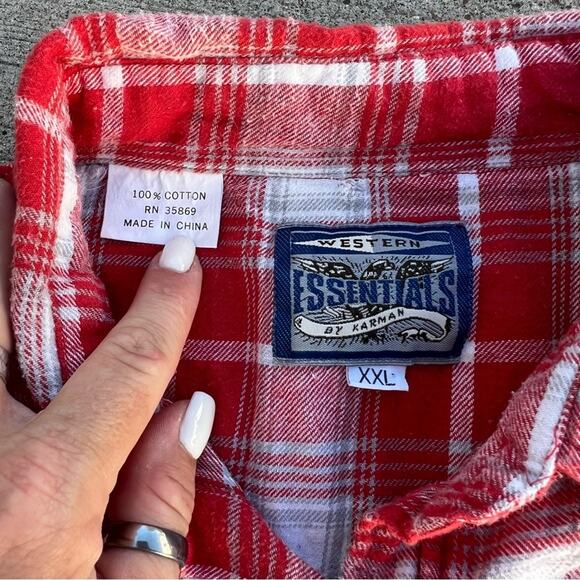 100% COTTON
RN 35869
MADE IN CHINA
WESTERN
ESSENTIALS
BY KARMAN
XXL